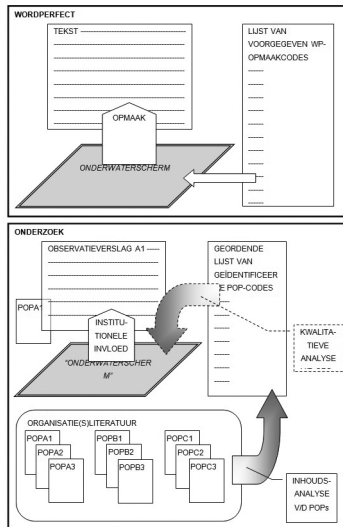 WORDPERFECT
TEKST
OPMAAK
ONDERWATERSCHERM
LIJST VAN
VOORGEGEVEN WP-
OPMAAKCODES
ONDERZOEK
OBSERVATIEVERSLAG A1
POPA1
INSTITU-
TIONELE
INVLOED
"ONDERWATERSCHER
M"
GEORDENDE
LIJST VAN
GEÏDENTIFICEER
E POP-CODES
KWALITA-
TIEVE
ANALYSE
ORGANISATIE(S)LITERATUUR
POPA1 POPB1 POPC1
POPA2 POPB2 POPC2
POPA3 POPB3 POPC3
INHOUDS-
ANALYSE
V/D POPs